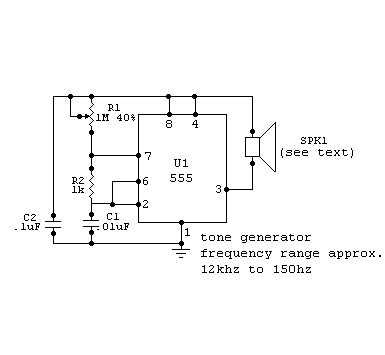 R1
1M 40%
8
4
SPK1
(see text)
7
U1
555
R2
1k
6
3
2
C2
.1uF
C1
.01uF
1
tone generator
frequency range approx.
12khz to 150hz